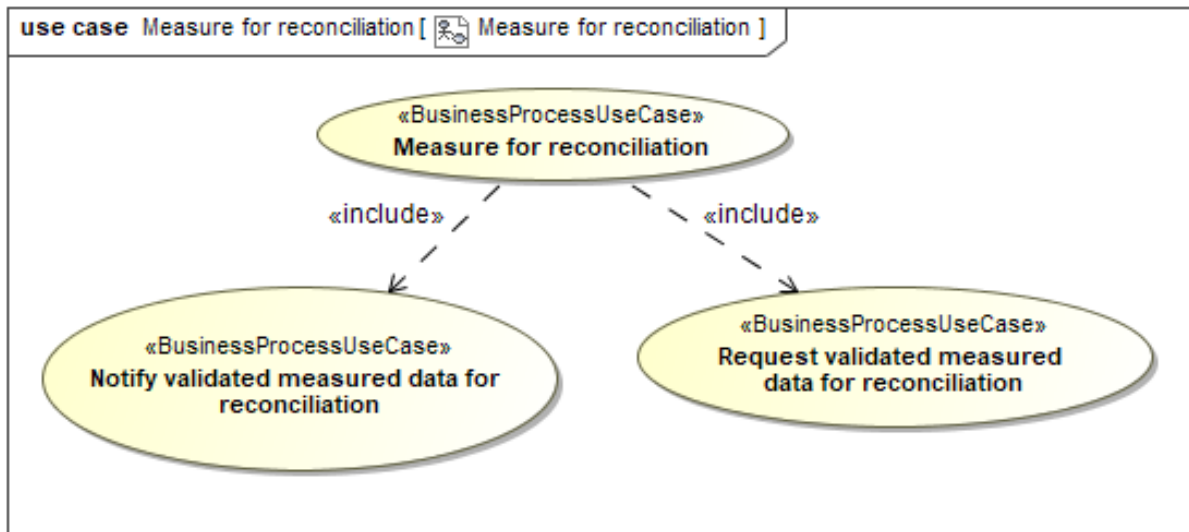 use case Measure for reconciliation [ Measure for reconciliation ]
«BusinessProcessUseCase»
Measure for reconciliation
«include»
«include»
«BusinessProcessUseCase»
Notify validated measured data for
reconciliation
«BusinessProcessUseCase»
Request validated measured
data for reconciliation